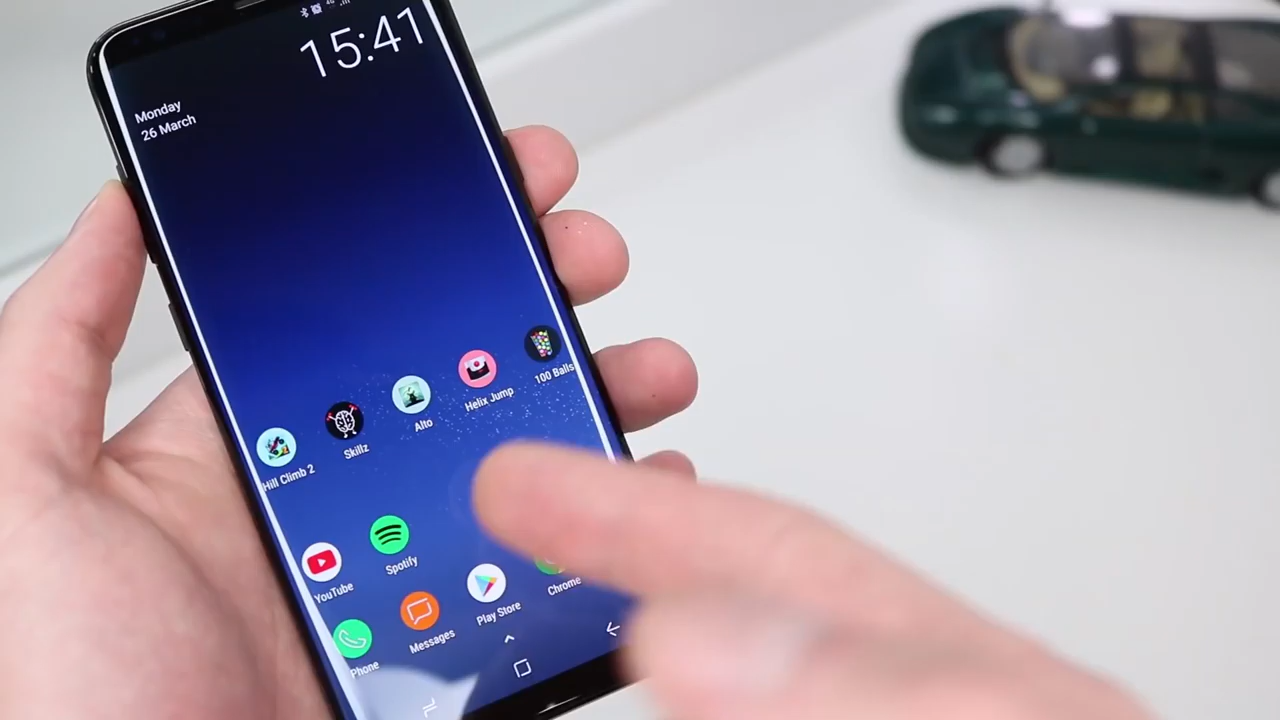 15:41
Monday
26 March
Hill Climb 2
Skillz
Alto
Helix Jump
100 Balls
YouTube
Spotify
Phone
Messages
Play Store
Chrome